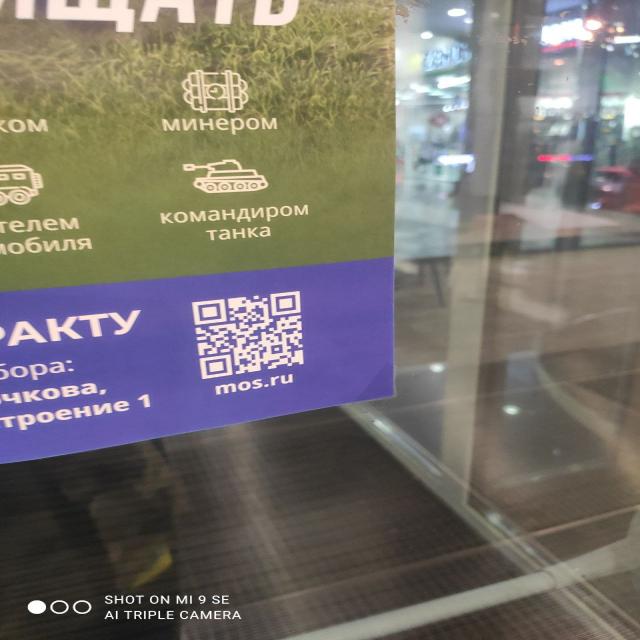 ИЩАТЬ
ком
минером
телем
мобиля
командиром
танка
РАКТУ
бора:
очкова,
троение 1
mos.ru
SHOT ON MI 9 SE
AI TRIPLE CAMERA